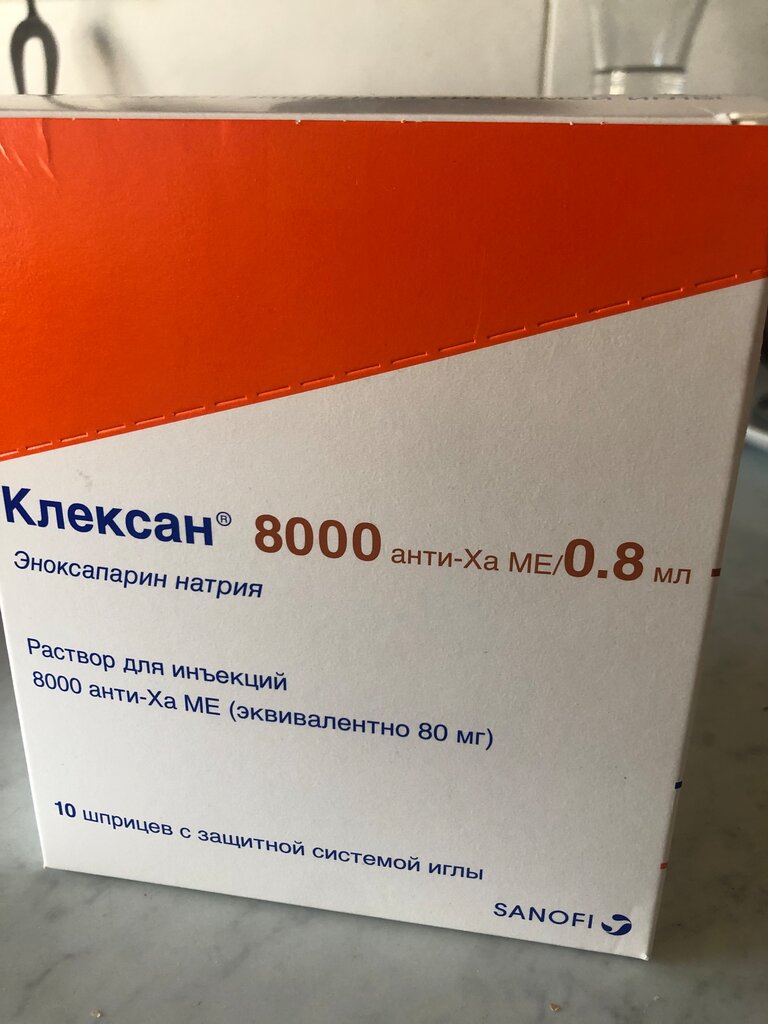 Клексан® 8000 анти-Ха МЕ/0.8 мл
Эноксапарин натрия
Раствор для инъекций
8000 анти-Ха МЕ (эквивалентно 80 мг)
10 шприцев с защитной системой иглы
SANOFI